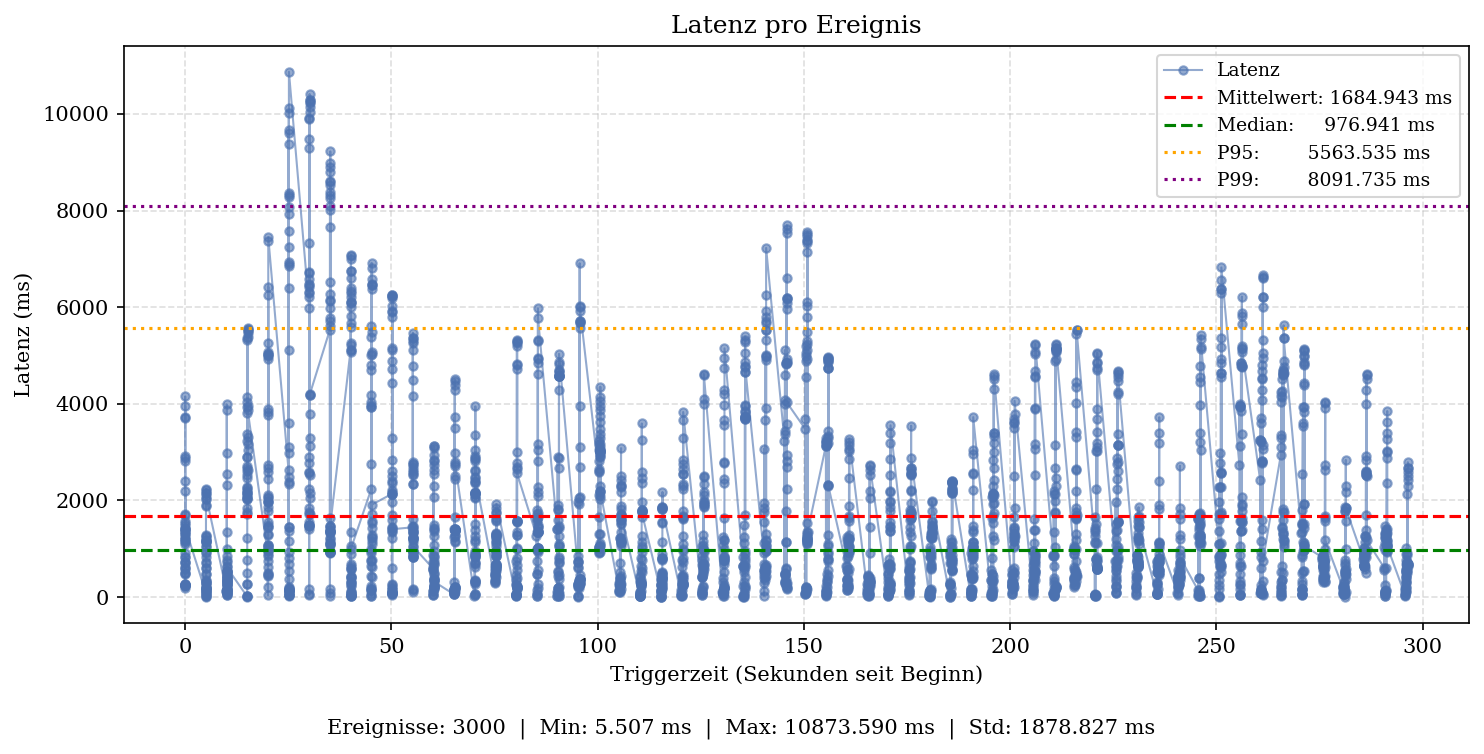 Latenz pro Ereignis
Latenz (ms)
10000
8000
6000
4000
2000
0
Latenz
Mittelwert: 1684.943 ms
Median: 976.941 ms
P95: 5563.535 ms
P99: 8091.735 ms
0 50 100 150 200 250 300
Triggerzeit (Sekunden seit Beginn)
Ereignisse: 3000 | Min: 5.507 ms | Max: 10873.590 ms | Std: 1878.827 ms